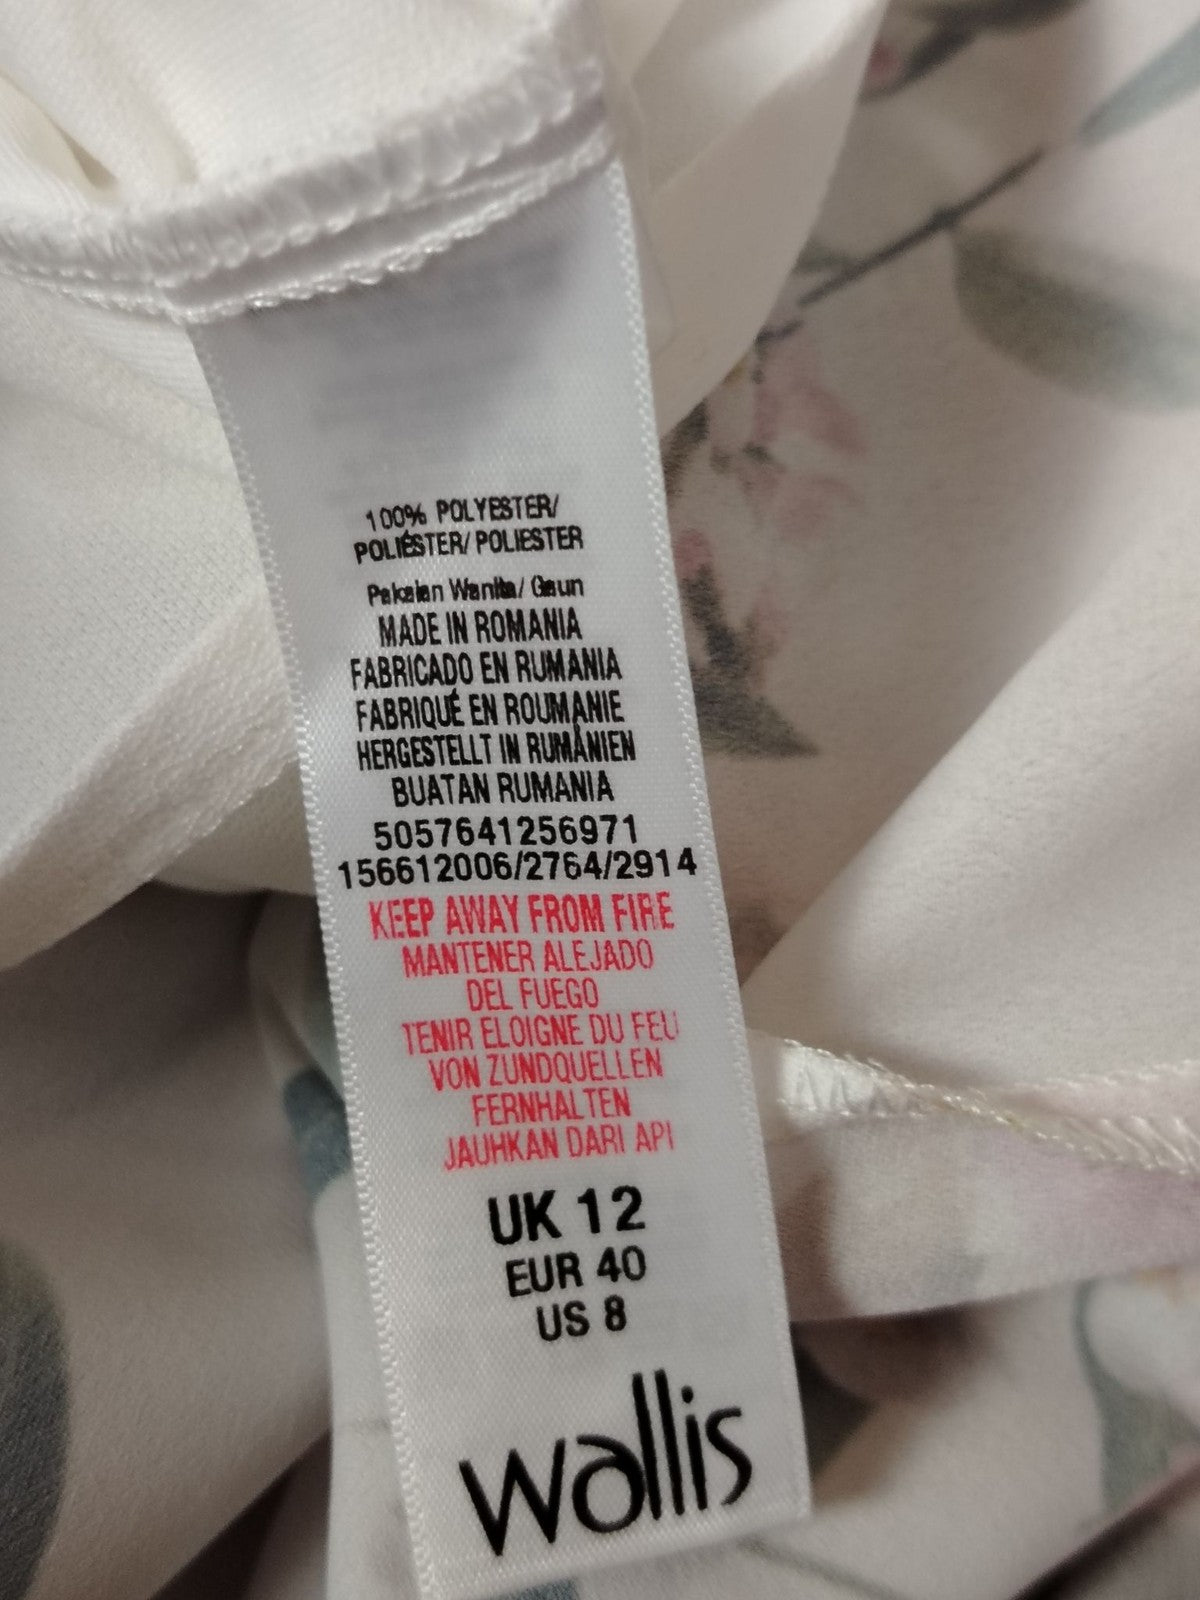 100% POLYESTER/
POLIÉSTER/ POLIESTER
Pakaian Wanita/ Gaun
MADE IN ROMANIA
FABRICADO EN RUMANIA
FABRIQUÉ EN ROUMANIE
HERGESTELLT IN RUMÄNIEN
BUATAN RUMANIA
5057641256971
156612006/2764/2914
KEEP AWAY FROM FIRE
MANTENER ALEJADO
DEL FUEGO
TENIR ELOIGNE DU FEU
VON ZUNDQUELLEN
FERNHALTEN
JAUHKAN DARI API
UK 12
EUR 40
US 8
wallis